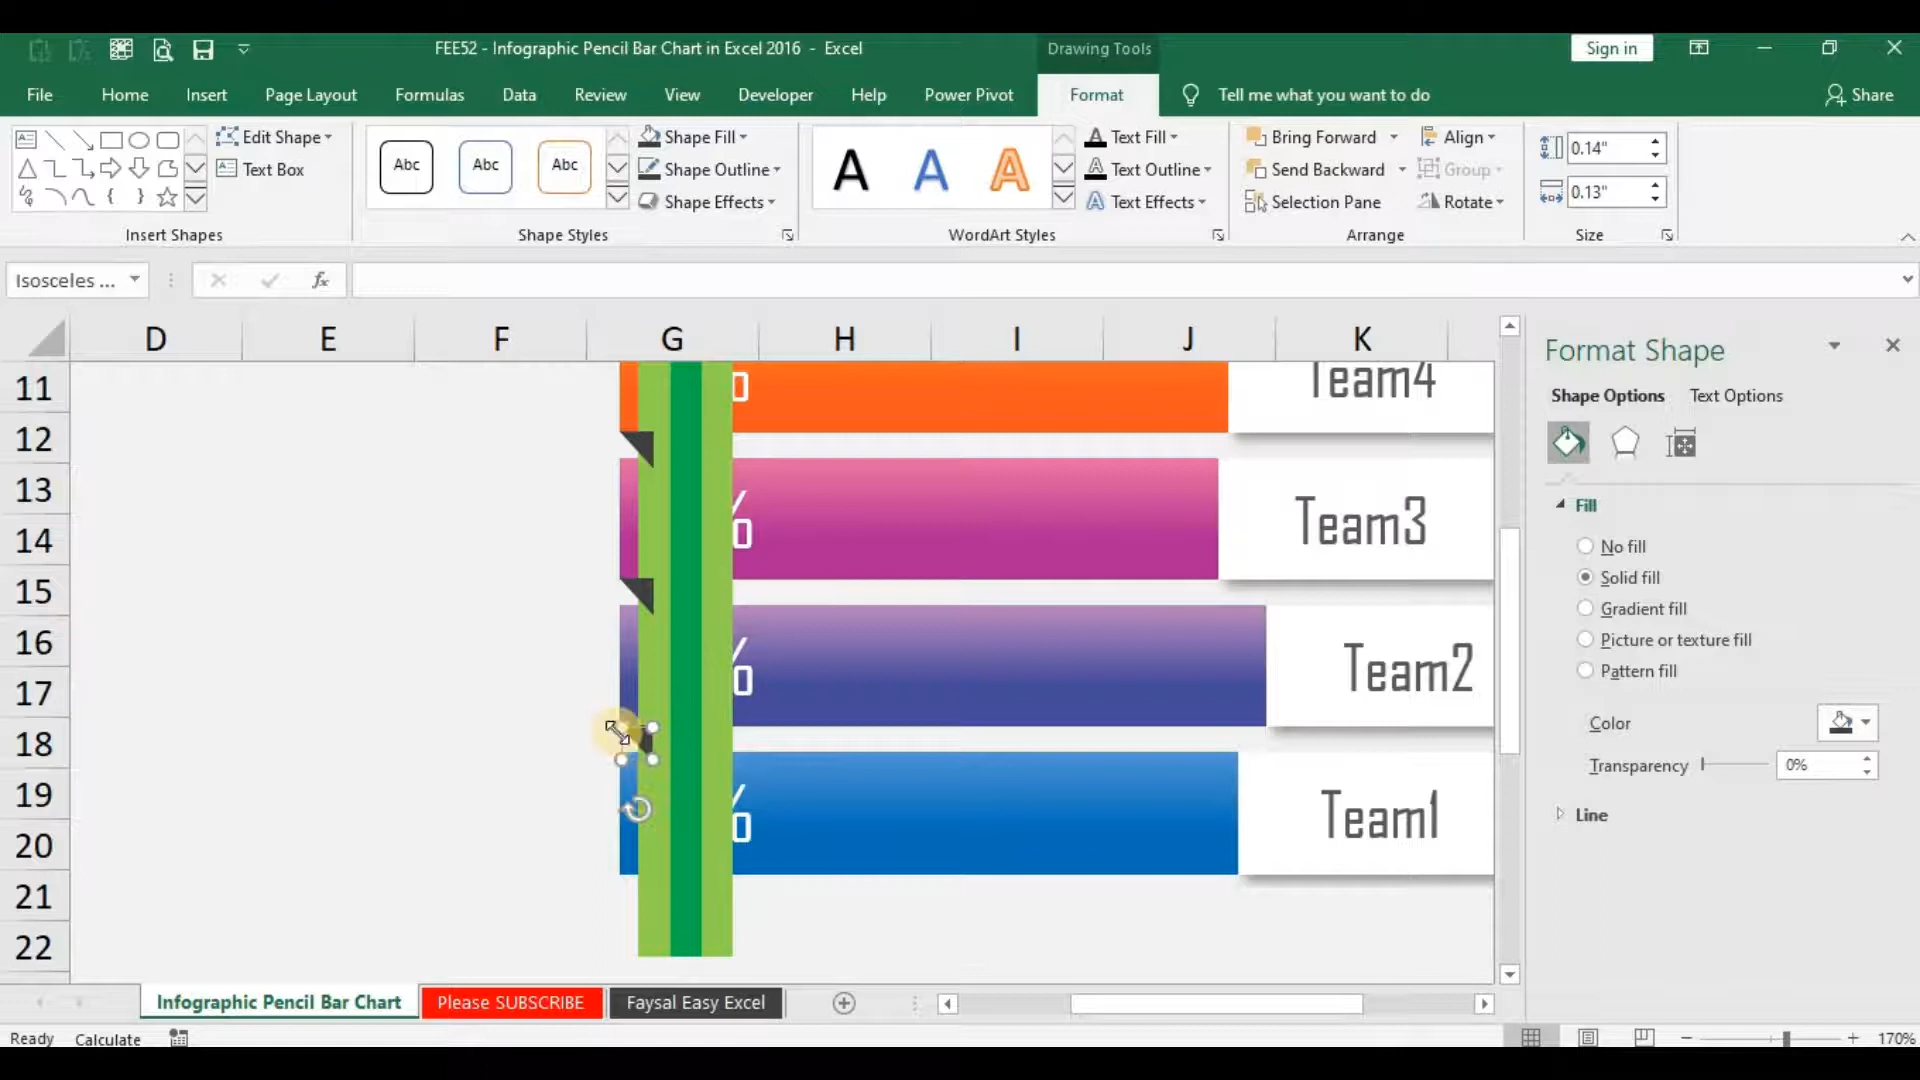 FEE52 - Infographic Pencil Bar Chart in Excel 2016 - Excel
Drawing Tools
Sign in
File
Home
Insert
Page Layout
Formulas
Data
Review
View
Developer
Help
Power Pivot
Format
Tell me what you want to do
Share
Edit Shape
Text Box
Insert Shapes
Abc
Abc
Abc
Shape Fill
Shape Outline
Shape Effects
Shape Styles
A
A
A
Text Fill
Text Outline
Text Effects
WordArt Styles
Bring Forward
Send Backward
Selection Pane
Align
Group
Rotate
Arrange
0.14"
0.13"
Size
Isosceles ...
fx
D
E
F
G
H
I
J
K
11
12
13
14
15
16
17
18
19
20
21
22
Team4
%
Team3
%
Team2
%
Team1
Format Shape
Shape Options
Text Options
Fill
No fill
Solid fill
Gradient fill
Picture or texture fill
Pattern fill
Color
Transparency
0%
Line
Infographic Pencil Bar Chart
Please SUBSCRIBE
Faysal Easy Excel
Ready
Calculate
170%